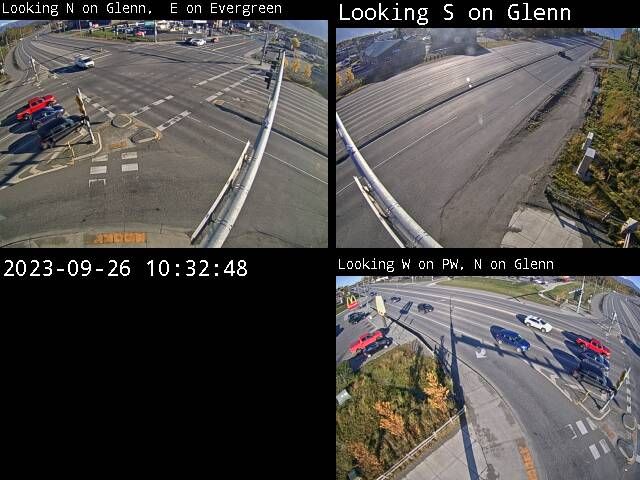 Looking N on Glenn,  E on Evergreen
Looking S on Glenn
2023-09-26 10:32:48
Looking W on PW, N on Glenn